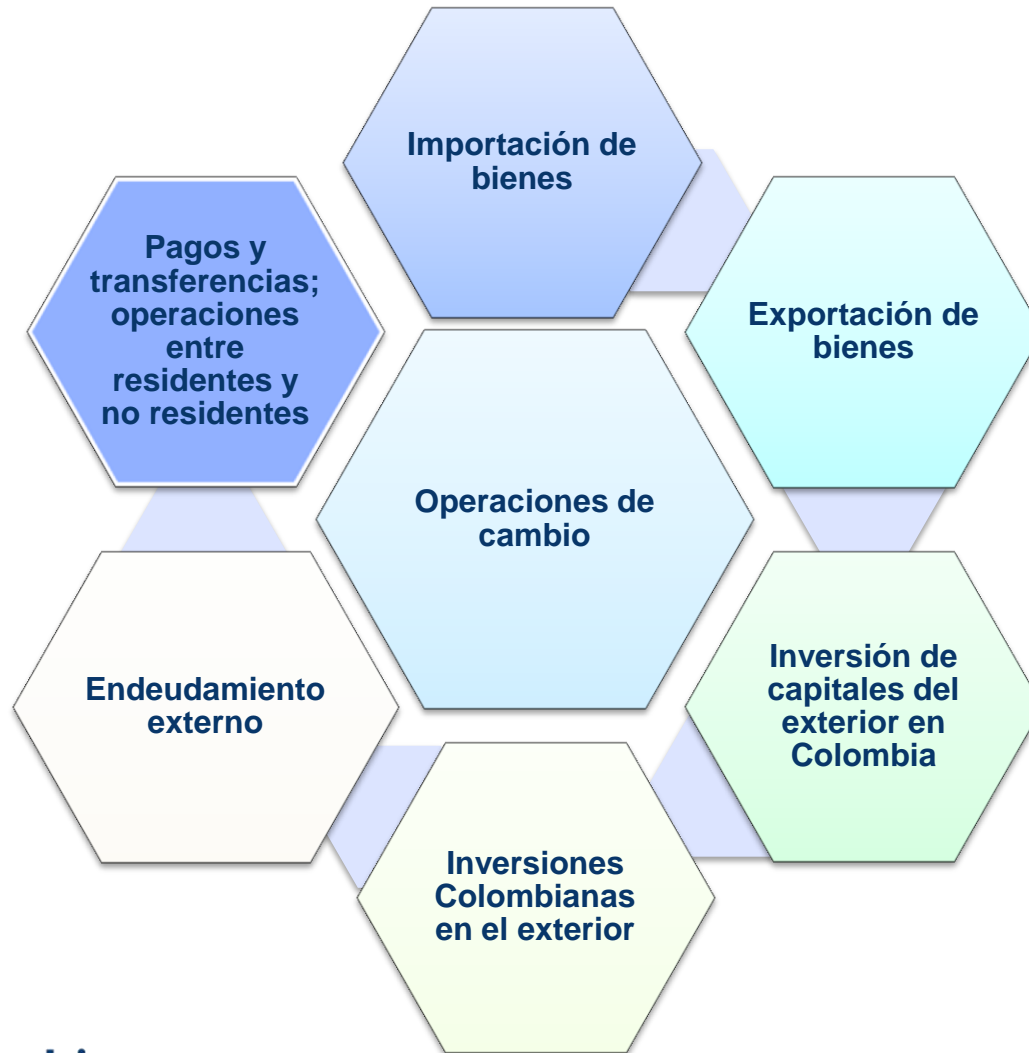 Importación de
bienes
Pagos y
transferencias;
operaciones
entre
residentes y
no residentes
Exportación de
bienes
Operaciones de
cambio
Endeudamiento
externo
Inversión de
capitales del
exterior en
Colombia
Inversiones
Colombianas
en el exterior